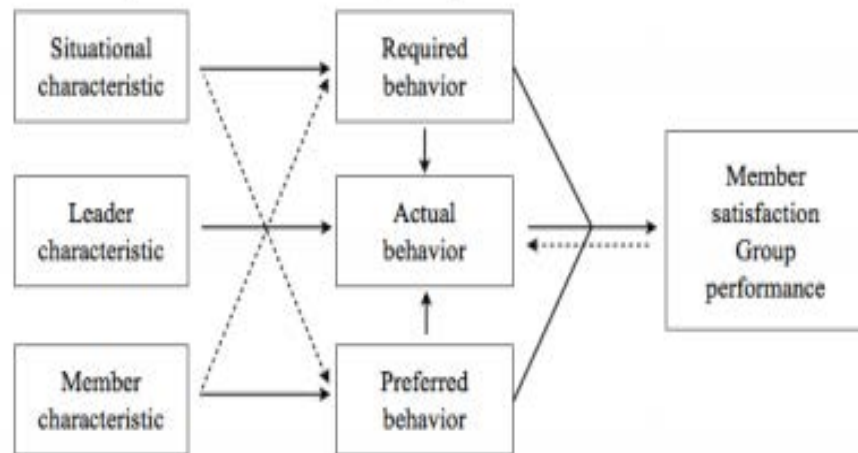 Situational
characteristic
Required
behavior
Leader
characteristic
Actual
behavior
Member
satisfaction
Group
performance
Member
characteristic
Preferred
behavior